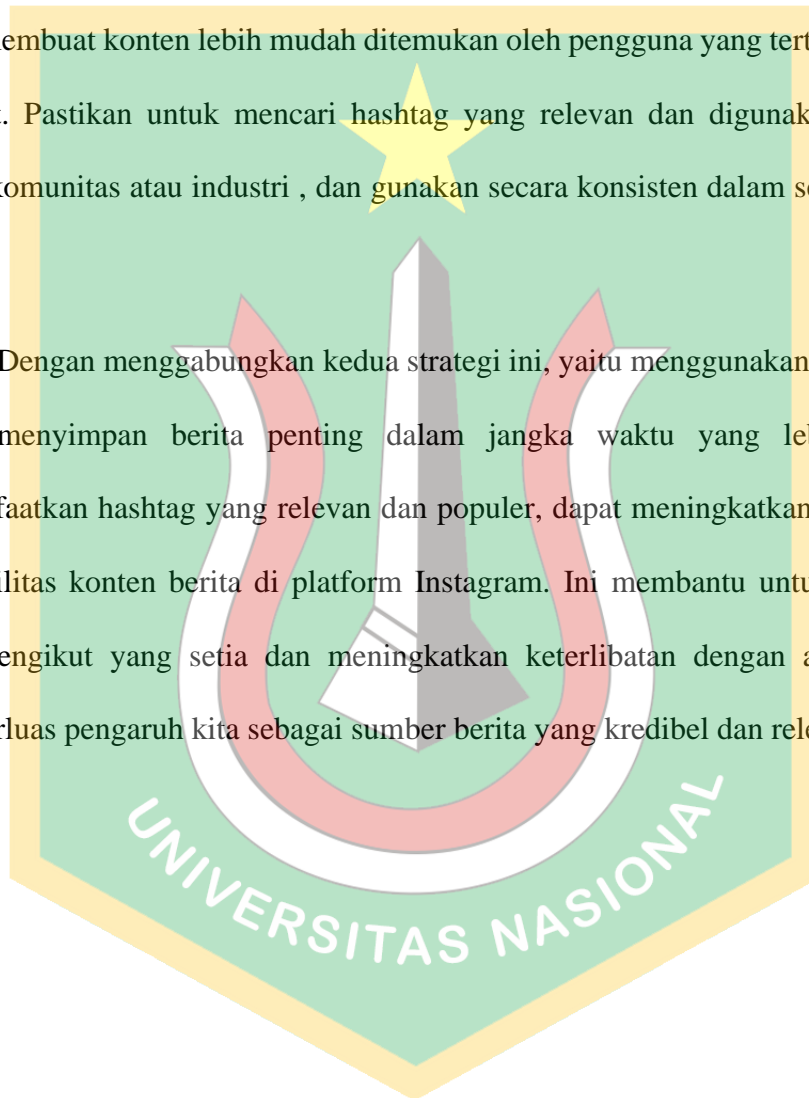 embuat konten lebih mudah ditemukan oleh pengguna yang tert
. Pastikan untuk mencari hashtag yang relevan dan digunak
komunitas atau industri , dan gunakan secara konsisten dalam se
Dengan menggabungkan kedua strategi ini, yaitu menggunakan
menyimpan berita penting dalam jangka waktu yang le
faatkan hashtag yang relevan dan populer, dapat meningkatkan
ilitas konten berita di platform Instagram. Ini membantu untu
engikut yang setia dan meningkatkan keterlibatan dengan a
rluas pengaruh kita sebagai sumber berita yang kredibel dan rele
UNIVERSITAS NASIONAL